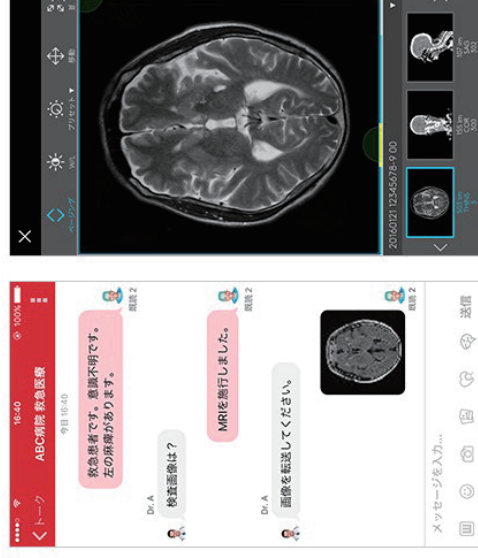 16:40
100%
トーク
ABC病院 救急医療
今日 16:40
救急患者です。意識不明です。
左の麻痺があります。
既読 2
Dr. A
検査画像は？
MRIを施行しました。
既読 2
Dr. A
画像を転送してください。
既読 2
メッセージを入力...
送信
ページング
W/L
プリセット▼
移動
20160121 12345678-9 00
THINS
COR
300
SAG
302